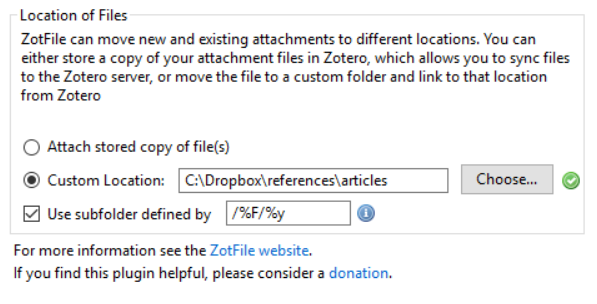 Location of Files
ZotFile can move new and existing attachments to different locations. You can
either store a copy of your attachment files in Zotero, which allows you to sync files
to the Zotero server, or move the file to a custom folder and link to that location
from Zotero
Attach stored copy of file(s)
Custom Location: C:\Dropbox\references\articles Choose...
Use subfolder defined by /%F/%y
For more information see the ZotFile website.
If you find this plugin helpful, please consider a donation.